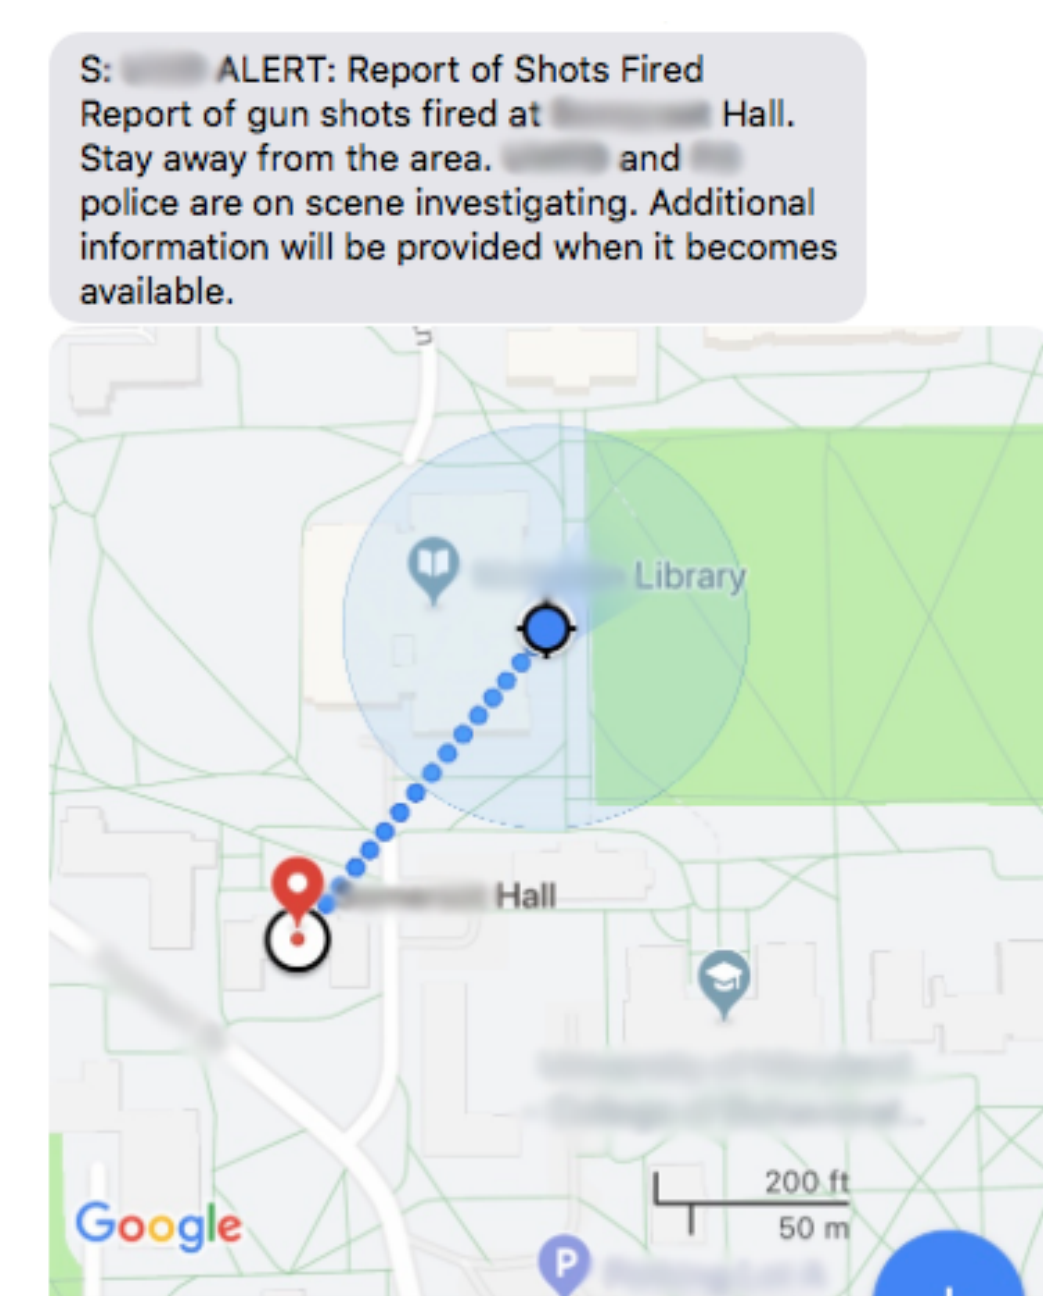 S: ALERT: Report of Shots Fired
Report of gun shots fired at Hall.
Stay away from the area. and
police are on scene investigating. Additional
information will be provided when it becomes
available.
Library
Hall
200 ft
50 m
Google
P